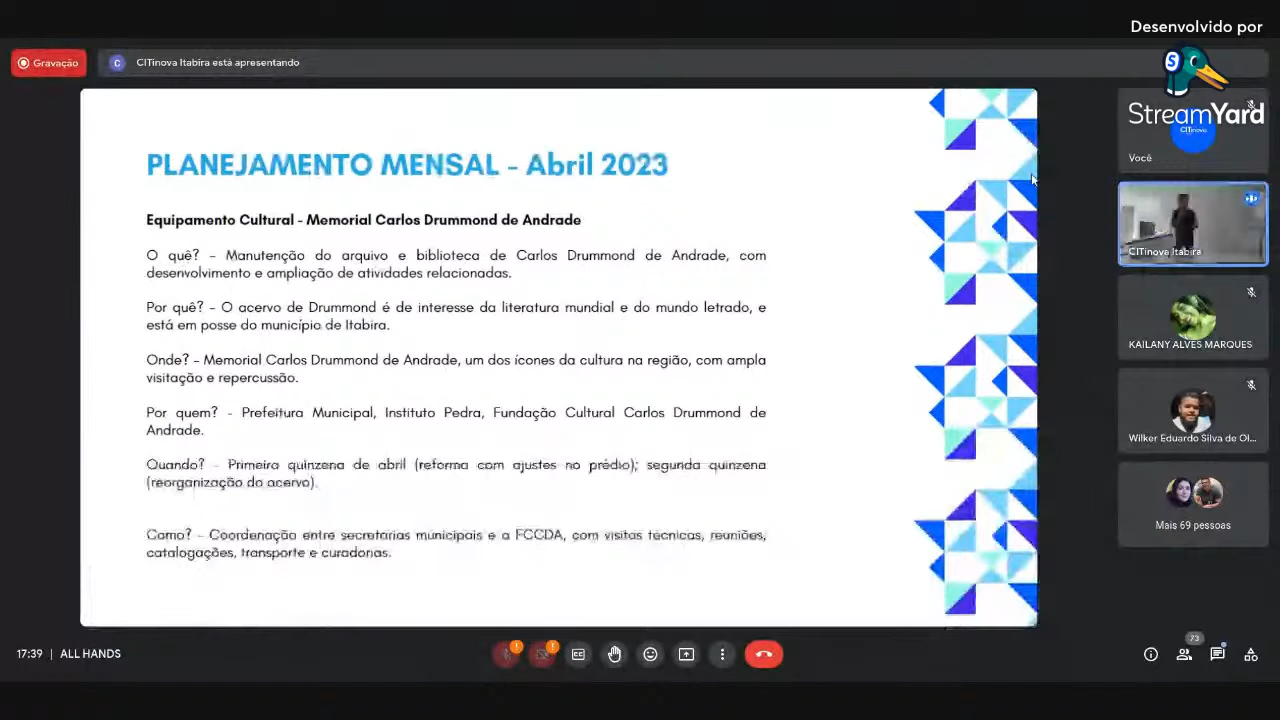 Desenvolvido por
Gravação
C
CITinova Itabira está apresentando
S
StreamYard
CITinova
Você
PLANEJAMENTO MENSAL - Abril 2023
Equipamento Cultural - Memorial Carlos Drummond de Andrade
O quê? - Manutenção do arquivo e biblioteca de Carlos Drummond de Andrade, com
desenvolvimento e ampliação de atividades relacionadas.
Por quê? - O acervo de Drummond é de interesse da literatura mundial e do mundo letrado, e
está em posse do município de Itabira.
Onde? - Memorial Carlos Drummond de Andrade, um dos ícones da cultura na região, com ampla
visitação e repercussão.
Por quem? - Prefeitura Municipal, Instituto Pedra, Fundação Cultural Carlos Drummond de
Andrade.
Quando? - Primeira quinzena de abril (reforma com ajustes no prédio); segunda quinzena
(reorganização do acervo).
Como? - Coordenação entre secretarias municipais e a FCCDA, com visitas técnicas, reuniões,
catalogações, transporte e curadorias.
CITinova Itabira
KAILANY ALVES MARQUES
Wilker Eduardo Silva de Ol...
Mais 69 pessoas
17:39 | ALL HANDS
CC
73